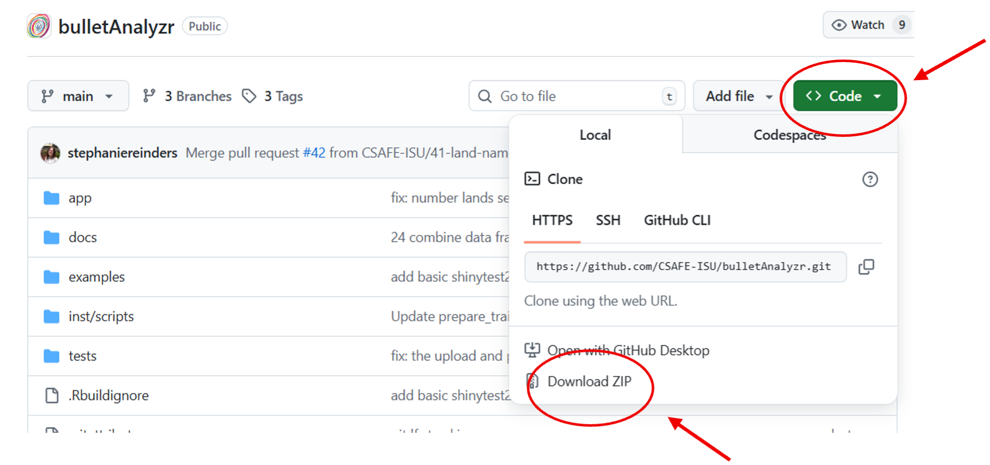 bulletAnalyzr Public
Watch 9
main 3 Branches 3 Tags
Go to file t Add file Code
stephaniereinders Merge pull request #42 from CSAFE-ISU/41-land-nam
app fix: number lands se
docs 24 combine data fra
examples add basic shinytest2
inst/scripts Update prepare_trai
tests fix: the upload and p
.Rbuildignore add basic shinytest2
Local Codespaces
Clone
HTTPS SSH GitHub CLI
https://github.com/CSAFE-ISU/bulletAnalyzr.git
Clone using the web URL.
Open with GitHub Desktop
Download ZIP